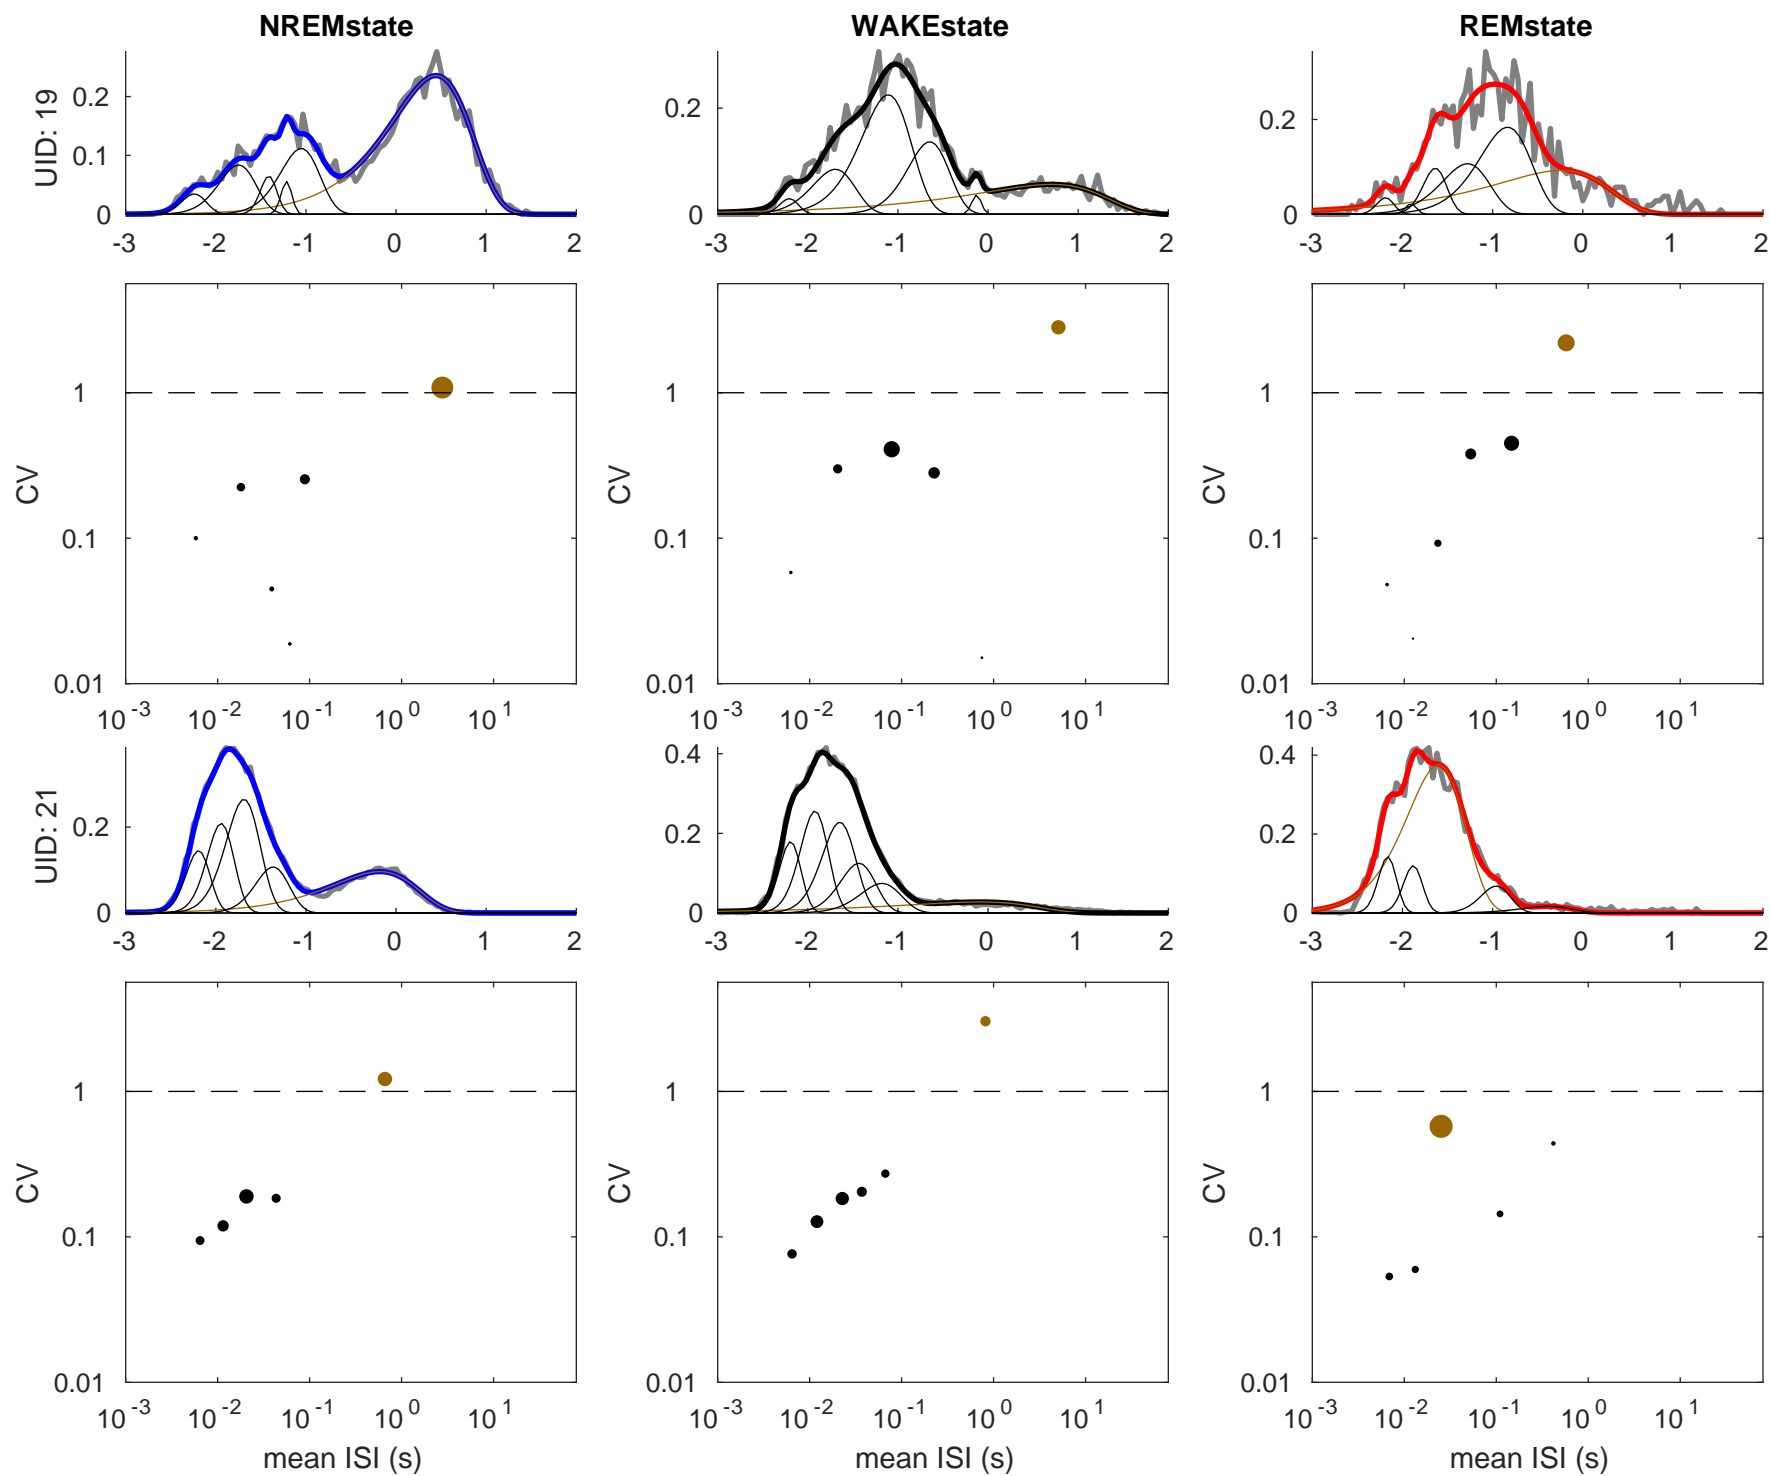 NREMstate WAKEstate REMstate
UID: 19
0.2 0.1 0
0.2 0
0.2 0
-3 -2 -1 0 1 2
-3 -2 -1 0 1 2
-3 -2 -1 0 1 2
CV
1 0.1 0.01
CV
1 0.1 0.01
CV
1 0.1 0.01
10^-3 10^-2 10^-1 10^0 10^1
10^-3 10^-2 10^-1 10^0 10^1
10^-3 10^-2 10^-1 10^0 10^1
UID: 21
0.2 0
0.4 0.2 0
0.4 0.2 0
-3 -2 -1 0 1 2
-3 -2 -1 0 1 2
-3 -2 -1 0 1 2
CV
1 0.1 0.01
CV
1 0.1 0.01
CV
1 0.1 0.01
10^-3 10^-2 10^-1 10^0 10^1
10^-3 10^-2 10^-1 10^0 10^1
10^-3 10^-2 10^-1 10^0 10^1
mean ISI (s) mean ISI (s) mean ISI (s)